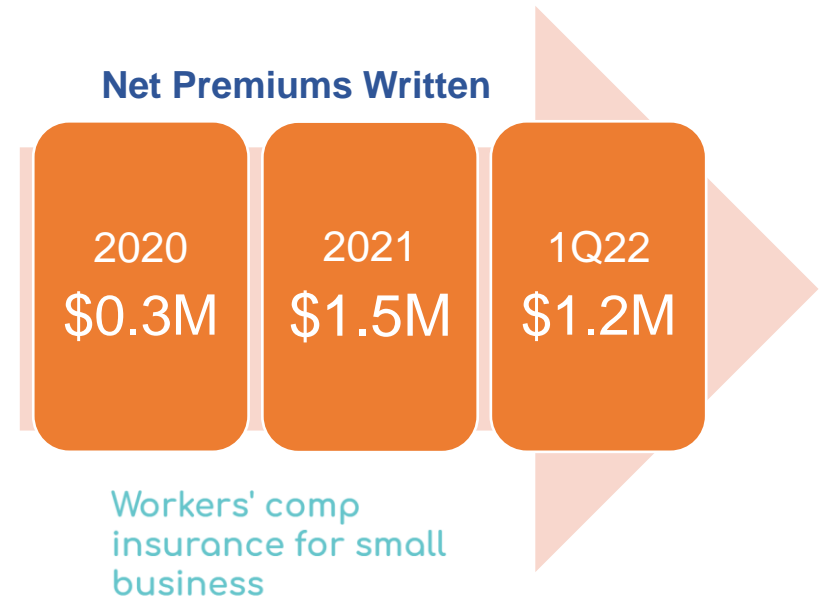 Net Premiums Written
2020
$0.3M
2021
$1.5M
1Q22
$1.2M
Workers' comp
insurance for small
business